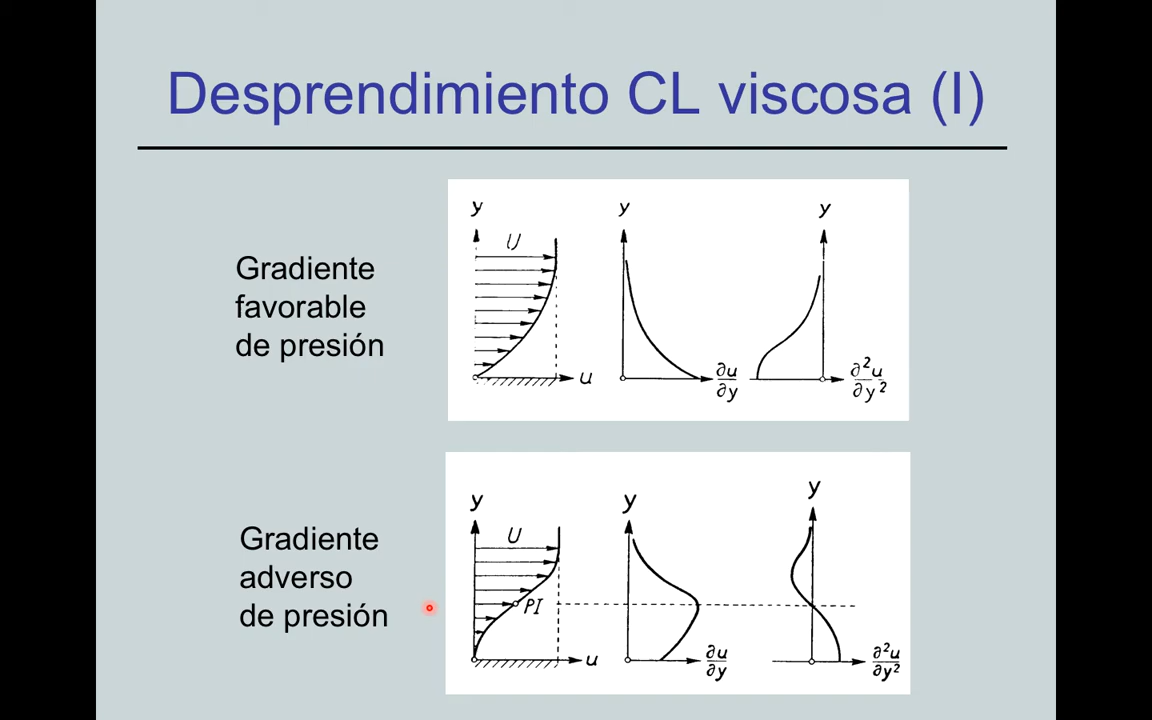 Desprendimiento CL viscosa (I)
Gradiente
favorable
de presión
y
U
u
y
∂u
∂y
y
∂²u
∂y²
Gradiente
adverso
de presión
y
U
PI
u
y
∂u
∂y
y
∂²u
∂y²